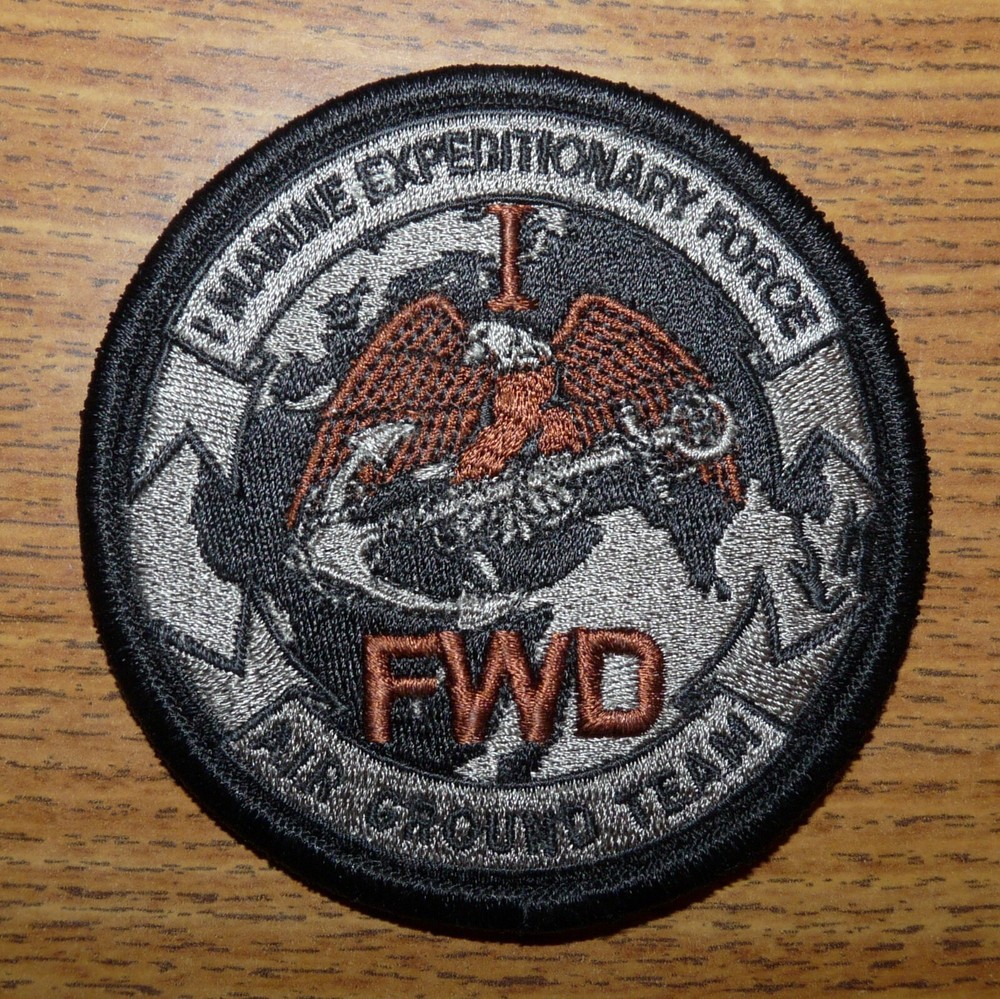 I MARINE EXPEDITIONARY FORCE
I
FWD
AIR GROUND TEAM